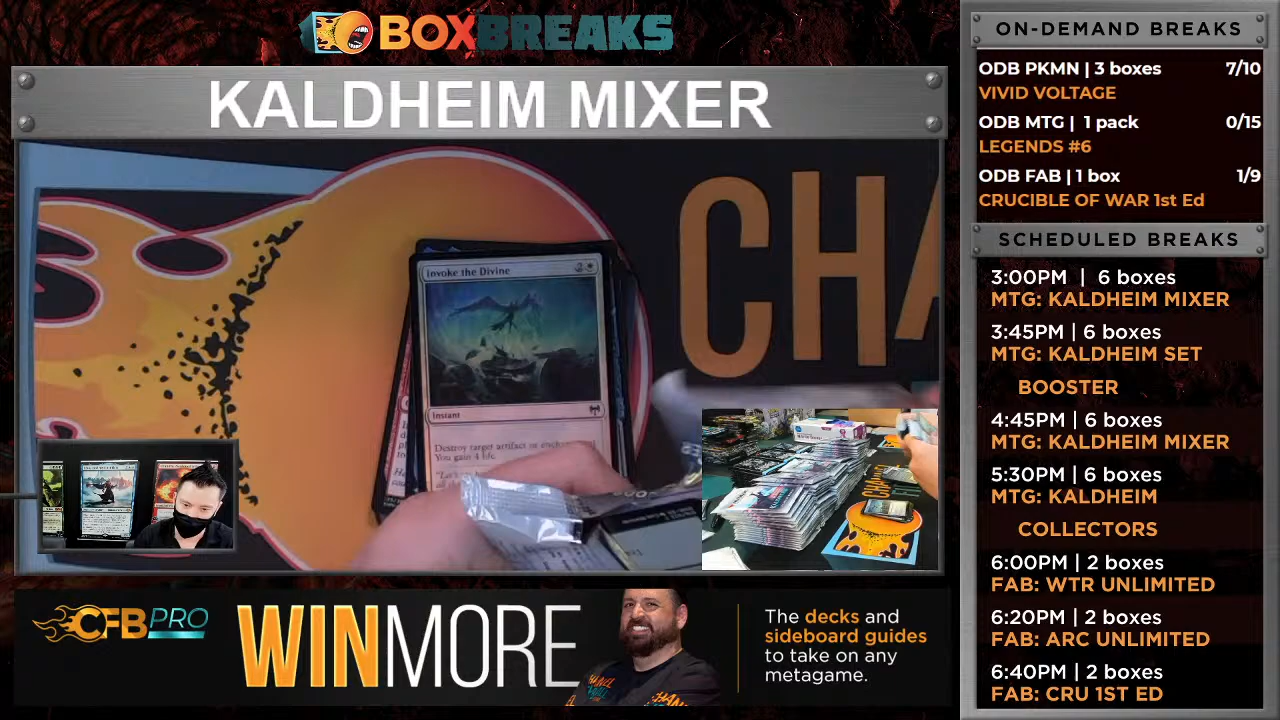 BOXBREAKS
KALDHEIM MIXER
CHA
Invoke the Divine
2
Instant
Destroy target artifact or
You gain 4 life.
CFBPRO
WINMORE
The decks and
sideboard guides
to take on any
metagame.
ON-DEMAND BREAKS
ODB PKMN | 3 boxes 7/10
VIVID VOLTAGE
ODB MTG | 1 pack 0/15
LEGENDS #6
ODB FAB | 1 box 1/9
CRUCIBLE OF WAR 1st Ed
SCHEDULED BREAKS
3:00PM | 6 boxes
MTG: KALDHEIM MIXER
3:45PM | 6 boxes
MTG: KALDHEIM SET
BOOSTER
4:45PM | 6 boxes
MTG: KALDHEIM MIXER
5:30PM | 6 boxes
MTG: KALDHEIM
COLLECTORS
6:00PM | 2 boxes
FAB: WTR UNLIMITED
6:20PM | 2 boxes
FAB: ARC UNLIMITED
6:40PM | 2 boxes
FAB: CRU 1ST ED